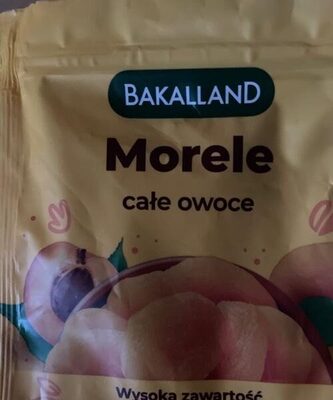 BAKALLAND
Morele
całe owoce
Wysoka zawartość